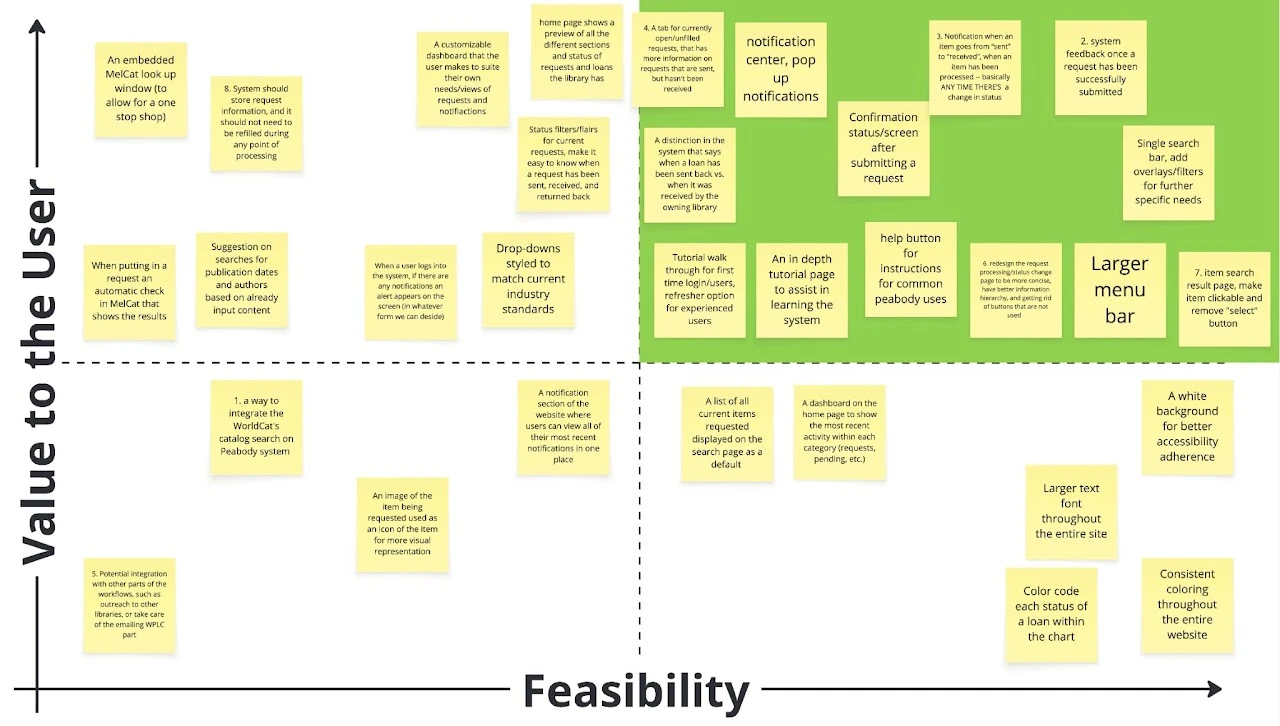 Value to the User
An embedded
MelCat look up
window (to
allow for a one
stop shop)
8. System should
store request
information, and it
should not need to
be refilled during
any point of
processing
A customizable
dashboard that the
user makes to suite
their own
needs/views of
requests and
notifiactions
home page shows a
preview of all the
different sections
and status of
requests and loans
the library has
Status filters/flairs
for current
requests, make it
easy to know when
a request has been
sent, received, and
returned back
When putting in a
request an
automatic check
in MelCat that
shows the results
Suggestion on
searches for
publication dates
and authors
based on already
input content
When a user logs into
the system, if there are
any notifications an
alert appears on the
screen (in whatever
form we can deside)
Drop-downs
styled to
match current
industry
standards
4. A tab for currently
open/unfilled
requests, that has
more information on
requests that are sent,
but hasn't been
received
notification
center, pop
up
notifications
3. Notification when an
item goes from "sent"
to "received", when an
item has been
processed -- basically
ANY TIME THERE'S a
change in status
2. system
feedback once a
request has been
successfully
submitted
Confirmation
status/screen
after
submitting a
request
A distinction in the
system that says
when a loan has
been sent back vs.
when it was
received by the
owning library
Single search
bar, add
overlays/filters
for further
specific needs
Tutorial walk
through for first
time login/users,
refresher option
for experienced
users
An in depth
tutorial page
to assist in
learning the
system
help button
for
instructions
for common
peabody uses
6. redesign the request
processing/status change
page to be more concise,
have better information
hierarchy, and getting rid
of buttons that are not
used
Larger
menu
bar
7. item search
result page, make
item clickable and
remove "select"
button
1. a way to
integrate the
WorldCat's
catalog search on
Peabody system
A notification
section of the
website where
users can view all of
their most recent
notifications in one
place
An image of the
item being
requested used as
an icon of the item
for more visual
representation
5. Potential integration
with other parts of the
workflows, such as
outreach to other
libraries, or take care
of the emailing WPLC
part
A list of all
current items
requested
displayed on the
search page as a
default
A dashboard on the
home page to show
the most recent
activity within each
category (requests,
pending, etc.)
A white
background
for better
accessibility
adherence
Larger text
font
throughout
the entire site
Color code
each status of
a loan within
the chart
Consistent
coloring
throughout
the entire
website
Feasibility